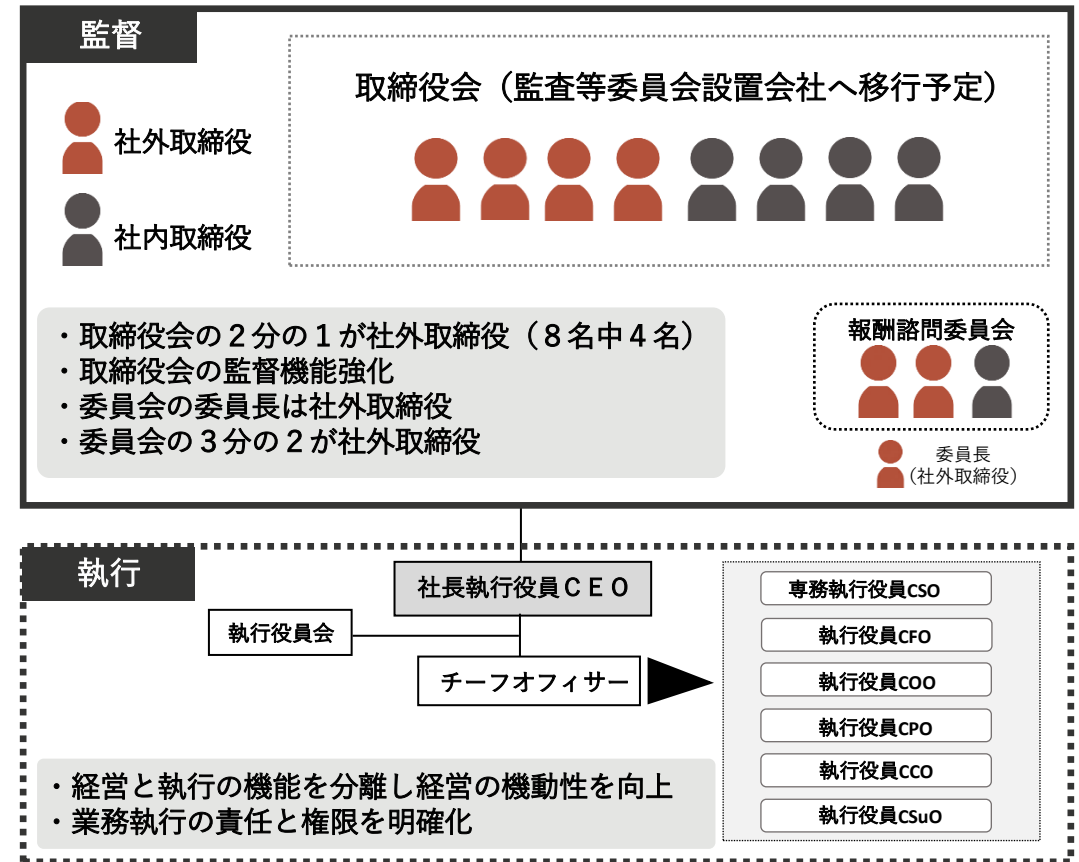 監督
取締役会（監査等委員会設置会社へ移行予定）
社外取締役
社内取締役
・取締役会の２分の１が社外取締役（８名中４名）
・取締役会の監督機能強化
・委員会の委員長は社外取締役
・委員会の３分の２が社外取締役
報酬諮問委員会
委員長
（社外取締役）
執行
社長執行役員ＣＥＯ
執行役員会
チーフオフィサー
専務執行役員CSO
執行役員CFO
執行役員COO
執行役員CPO
執行役員CCO
執行役員CSuO
・経営と執行の機能を分離し経営の機動性を向上
・業務執行の責任と権限を明確化